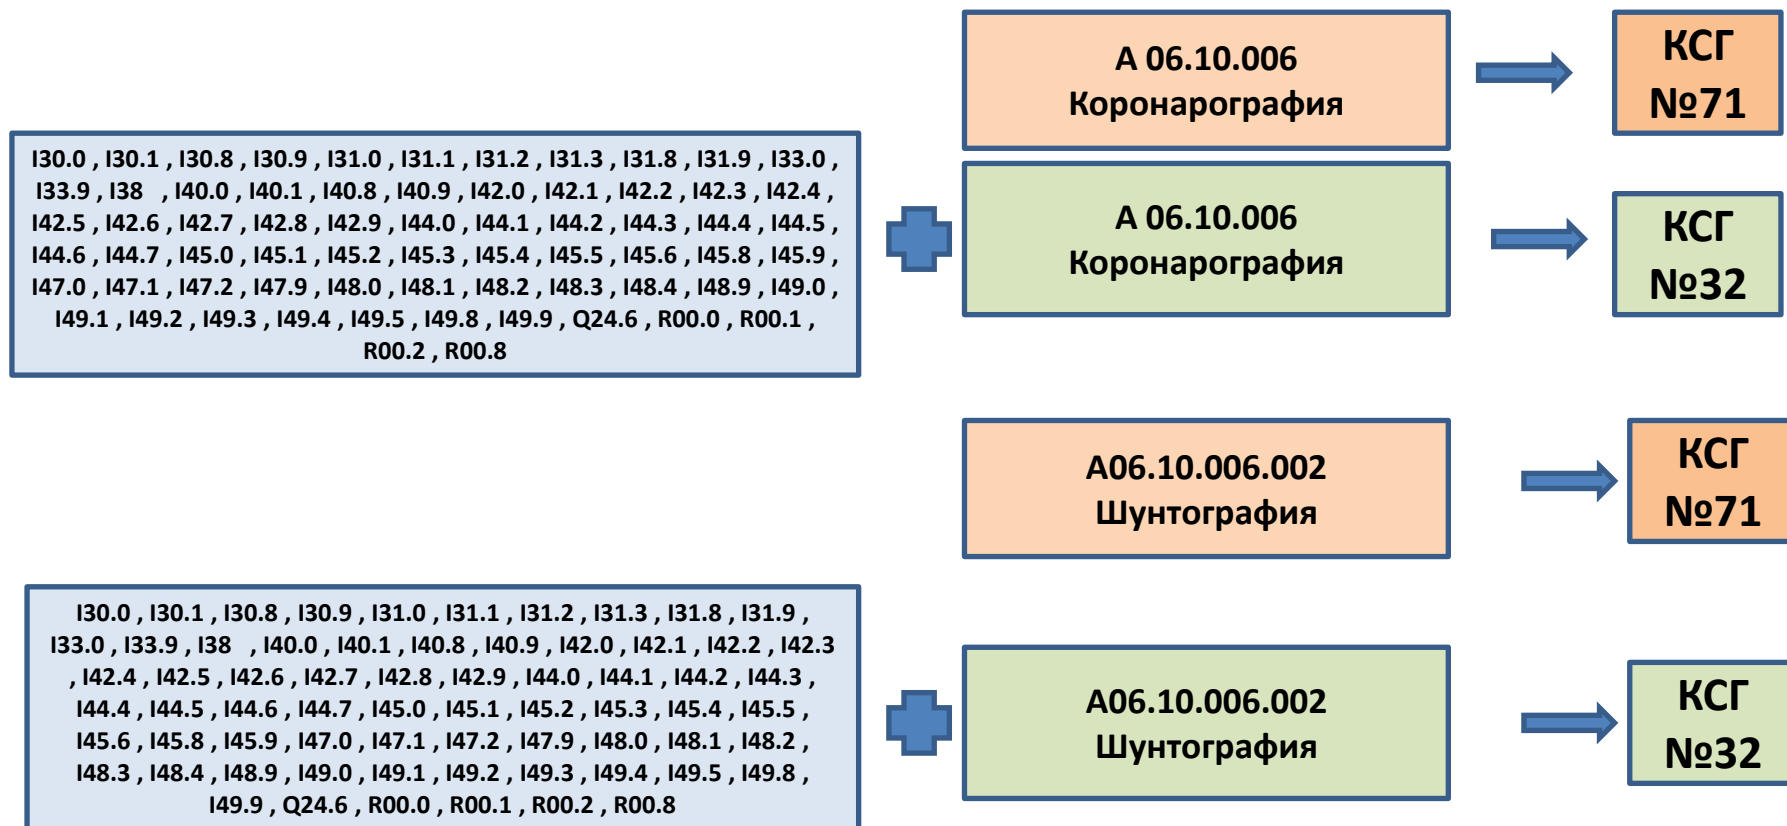 А 06.10.006
Коронарография
КСГ
№71
I30.0 , I30.1 , I30.8 , I30.9 , I31.0 , I31.1 , I31.2 , I31.3 , I31.8 , I31.9 , I33.0 ,
I33.9 , I38 , I40.0 , I40.1 , I40.8 , I40.9 , I42.0 , I42.1 , I42.2 , I42.3 , I42.4 ,
I42.5 , I42.6 , I42.7 , I42.8 , I42.9 , I44.0 , I44.1 , I44.2 , I44.3 , I44.4 , I44.5 ,
I44.6 , I44.7 , I45.0 , I45.1 , I45.2 , I45.3 , I45.4 , I45.5 , I45.6 , I45.8 , I45.9 ,
I47.0 , I47.1 , I47.2 , I47.9 , I48.0 , I48.1 , I48.2 , I48.3 , I48.4 , I48.9 , I49.0 ,
I49.1 , I49.2 , I49.3 , I49.4 , I49.5 , I49.8 , I49.9 , Q24.6 , R00.0 , R00.1 ,
R00.2 , R00.8
А 06.10.006
Коронарография
КСГ
№32
А06.10.006.002
Шунтография
КСГ
№71
I30.0 , I30.1 , I30.8 , I30.9 , I31.0 , I31.1 , I31.2 , I31.3 , I31.8 , I31.9 ,
I33.0 , I33.9 , I38 , I40.0 , I40.1 , I40.8 , I40.9 , I42.0 , I42.1 , I42.2 , I42.3
, I42.4 , I42.5 , I42.6 , I42.7 , I42.8 , I42.9 , I44.0 , I44.1 , I44.2 , I44.3 ,
I44.4 , I44.5 , I44.6 , I44.7 , I45.0 , I45.1 , I45.2 , I45.3 , I45.4 , I45.5 ,
I45.6 , I45.8 , I45.9 , I47.0 , I47.1 , I47.2 , I47.9 , I48.0 , I48.1 , I48.2 ,
I48.3 , I48.4 , I48.9 , I49.0 , I49.1 , I49.2 , I49.3 , I49.4 , I49.5 , I49.8 ,
I49.9 , Q24.6 , R00.0 , R00.1 , R00.2 , R00.8
А06.10.006.002
Шунтография
КСГ
№32